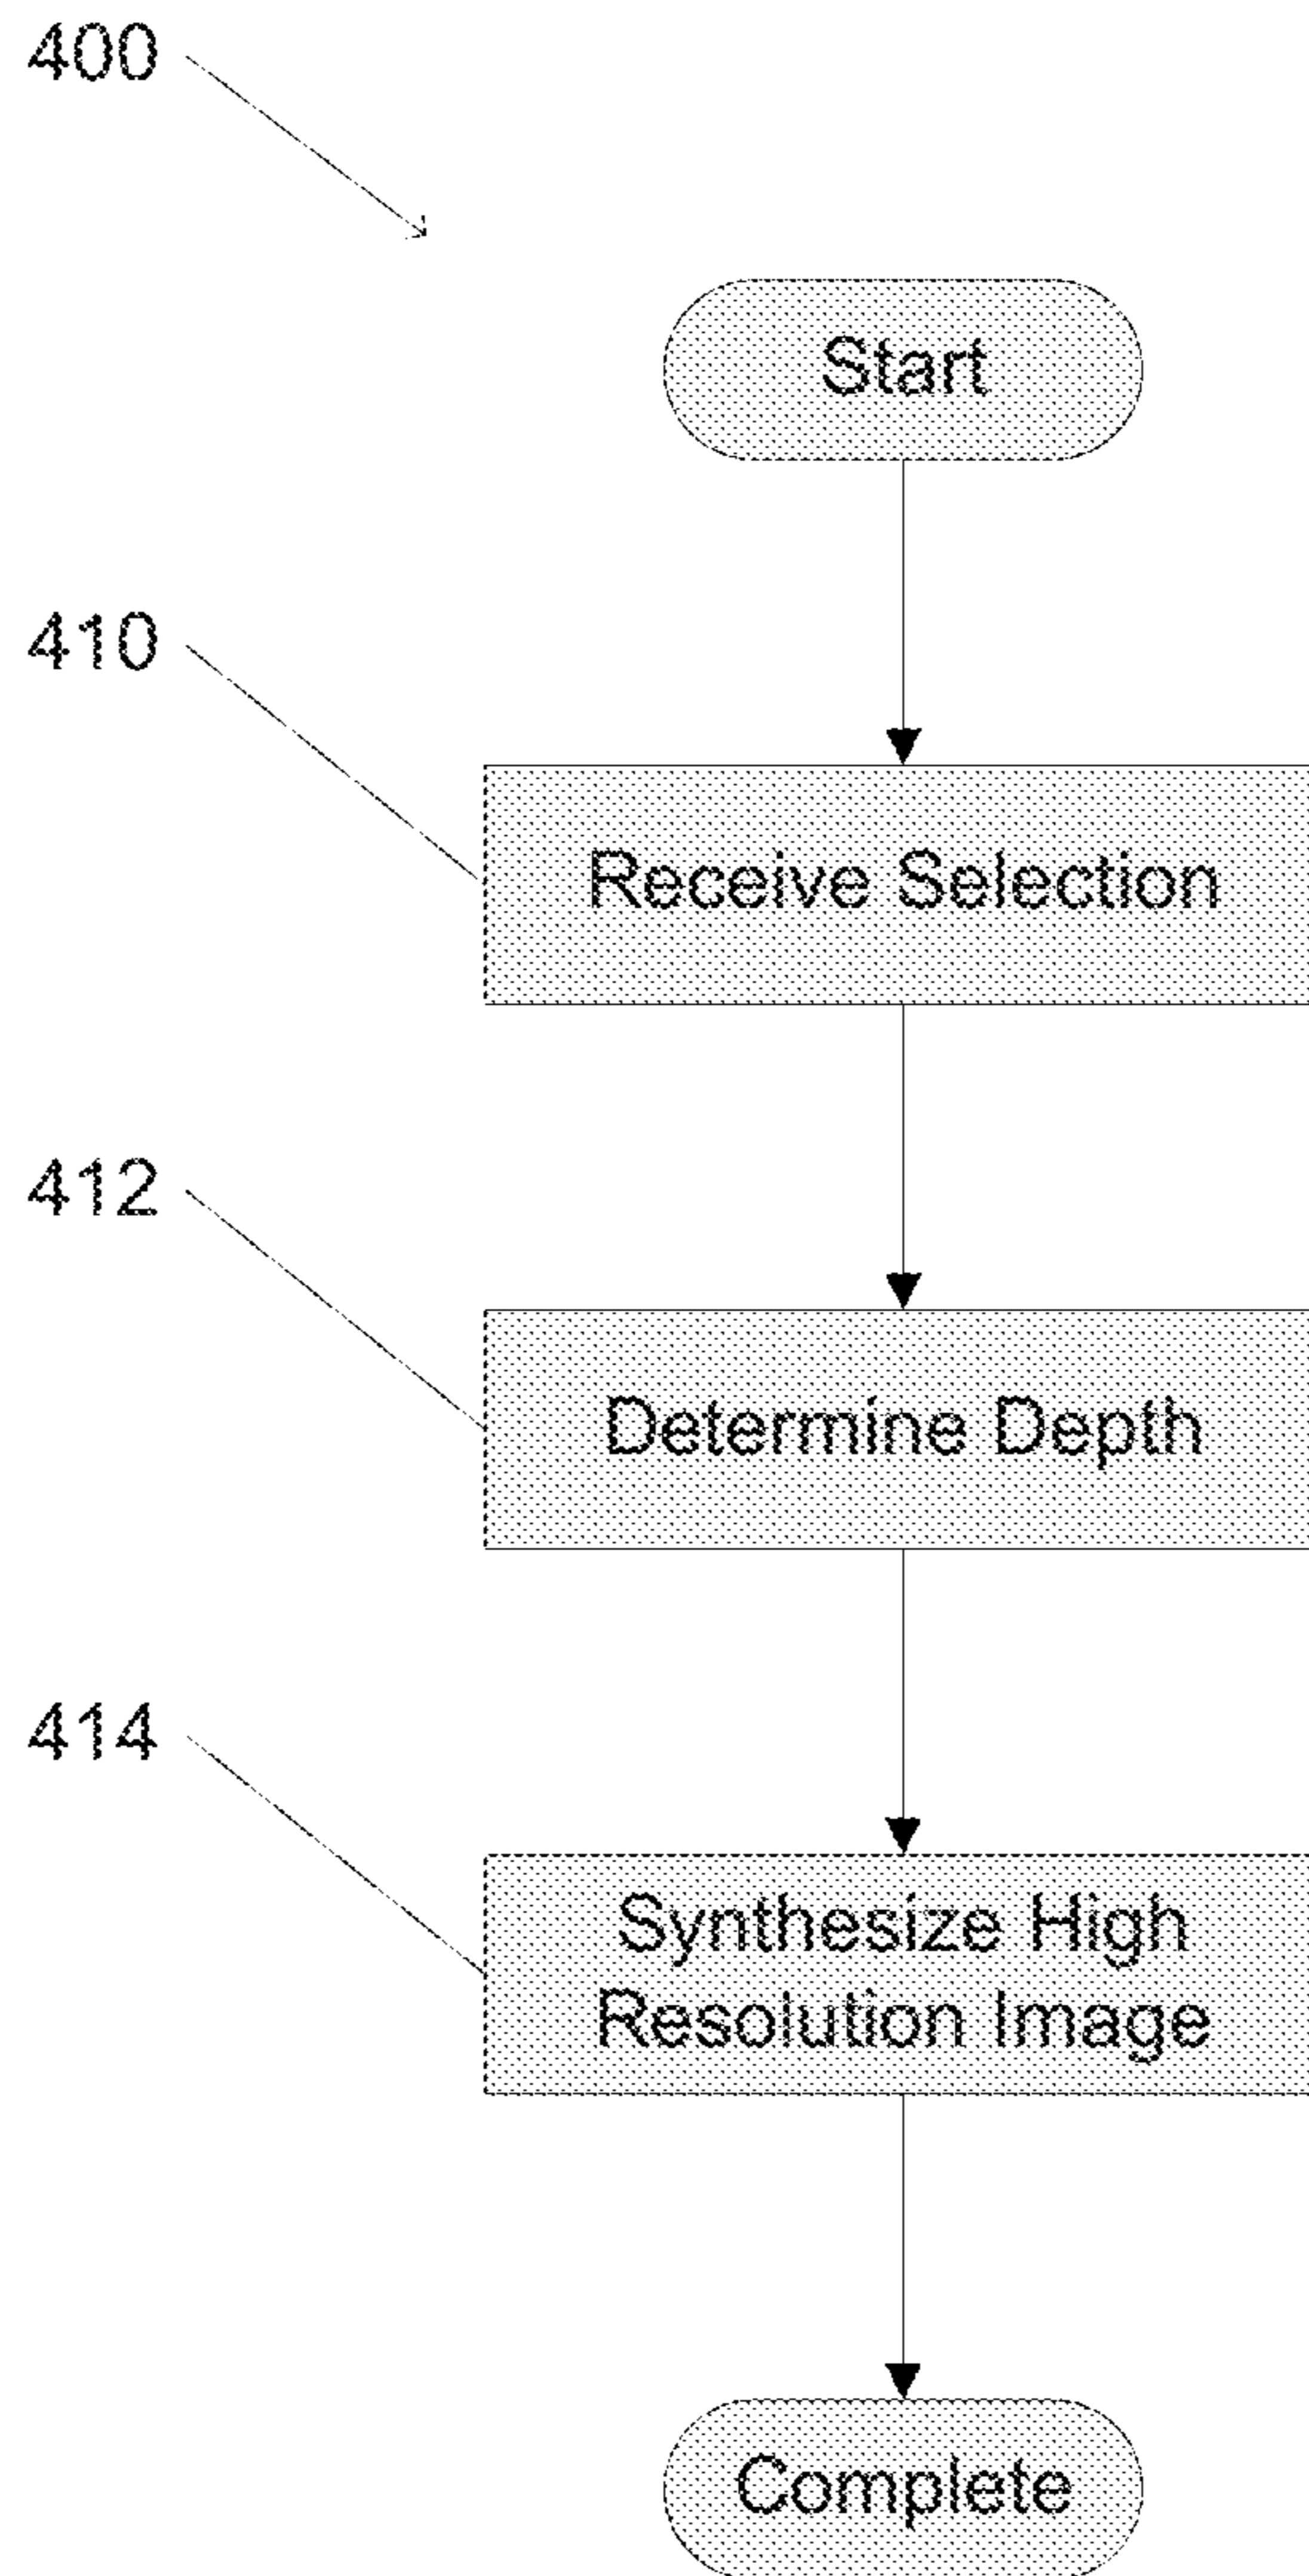 400
Start
410
Receive Selection
412
Determine Depth
414
Synthesize High
Resolution Image
Complete